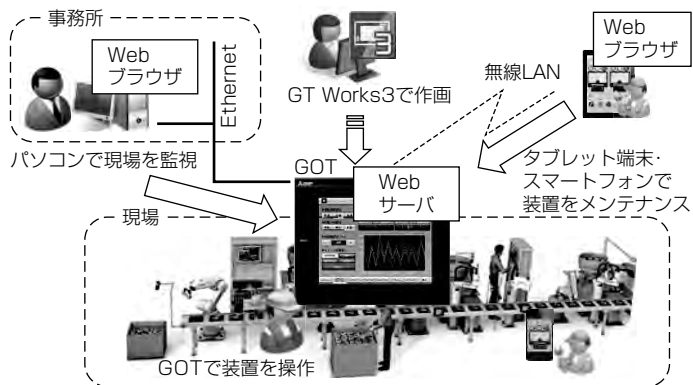 事務所
Web
ブラウザ
Ethernet
パソコンで現場を監視
3
GT Works3で作画
無線LAN
Web
ブラウザ
タブレット端末・
スマートフォンで
装置をメンテナンス
GOT
Web
サーバ
現場
GOTで装置を操作